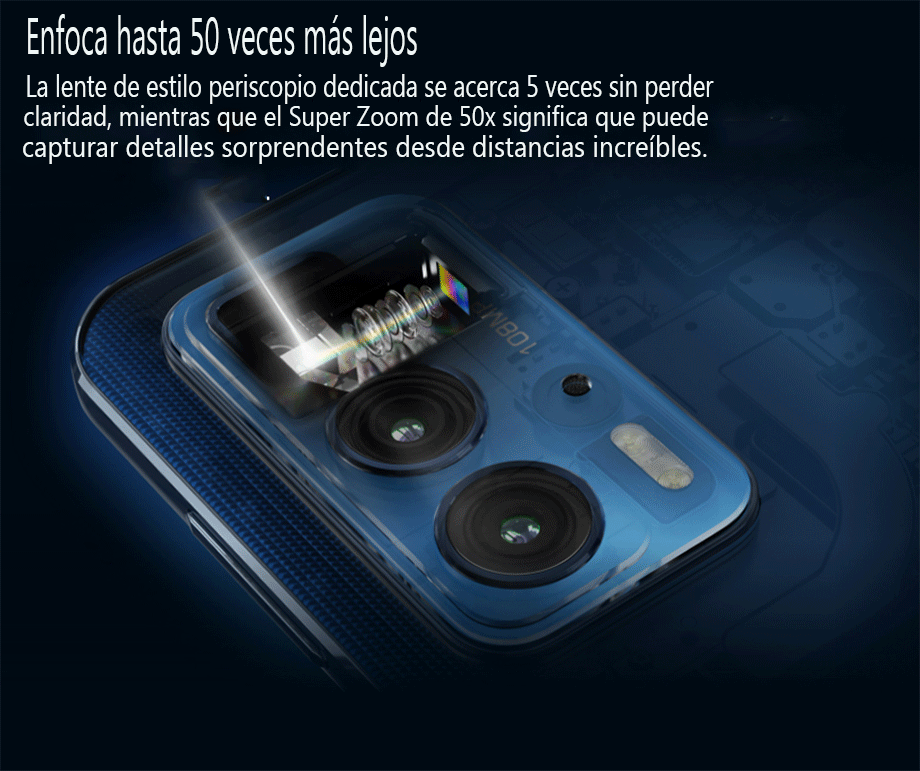 Enfoca hasta 50 veces más lejos
La lente de estilo periscopio dedicada se acerca 5 veces sin perder
claridad, mientras que el Super Zoom de 50x significa que puede
capturar detalles sorprendentes desde distancias increíbles.
108M